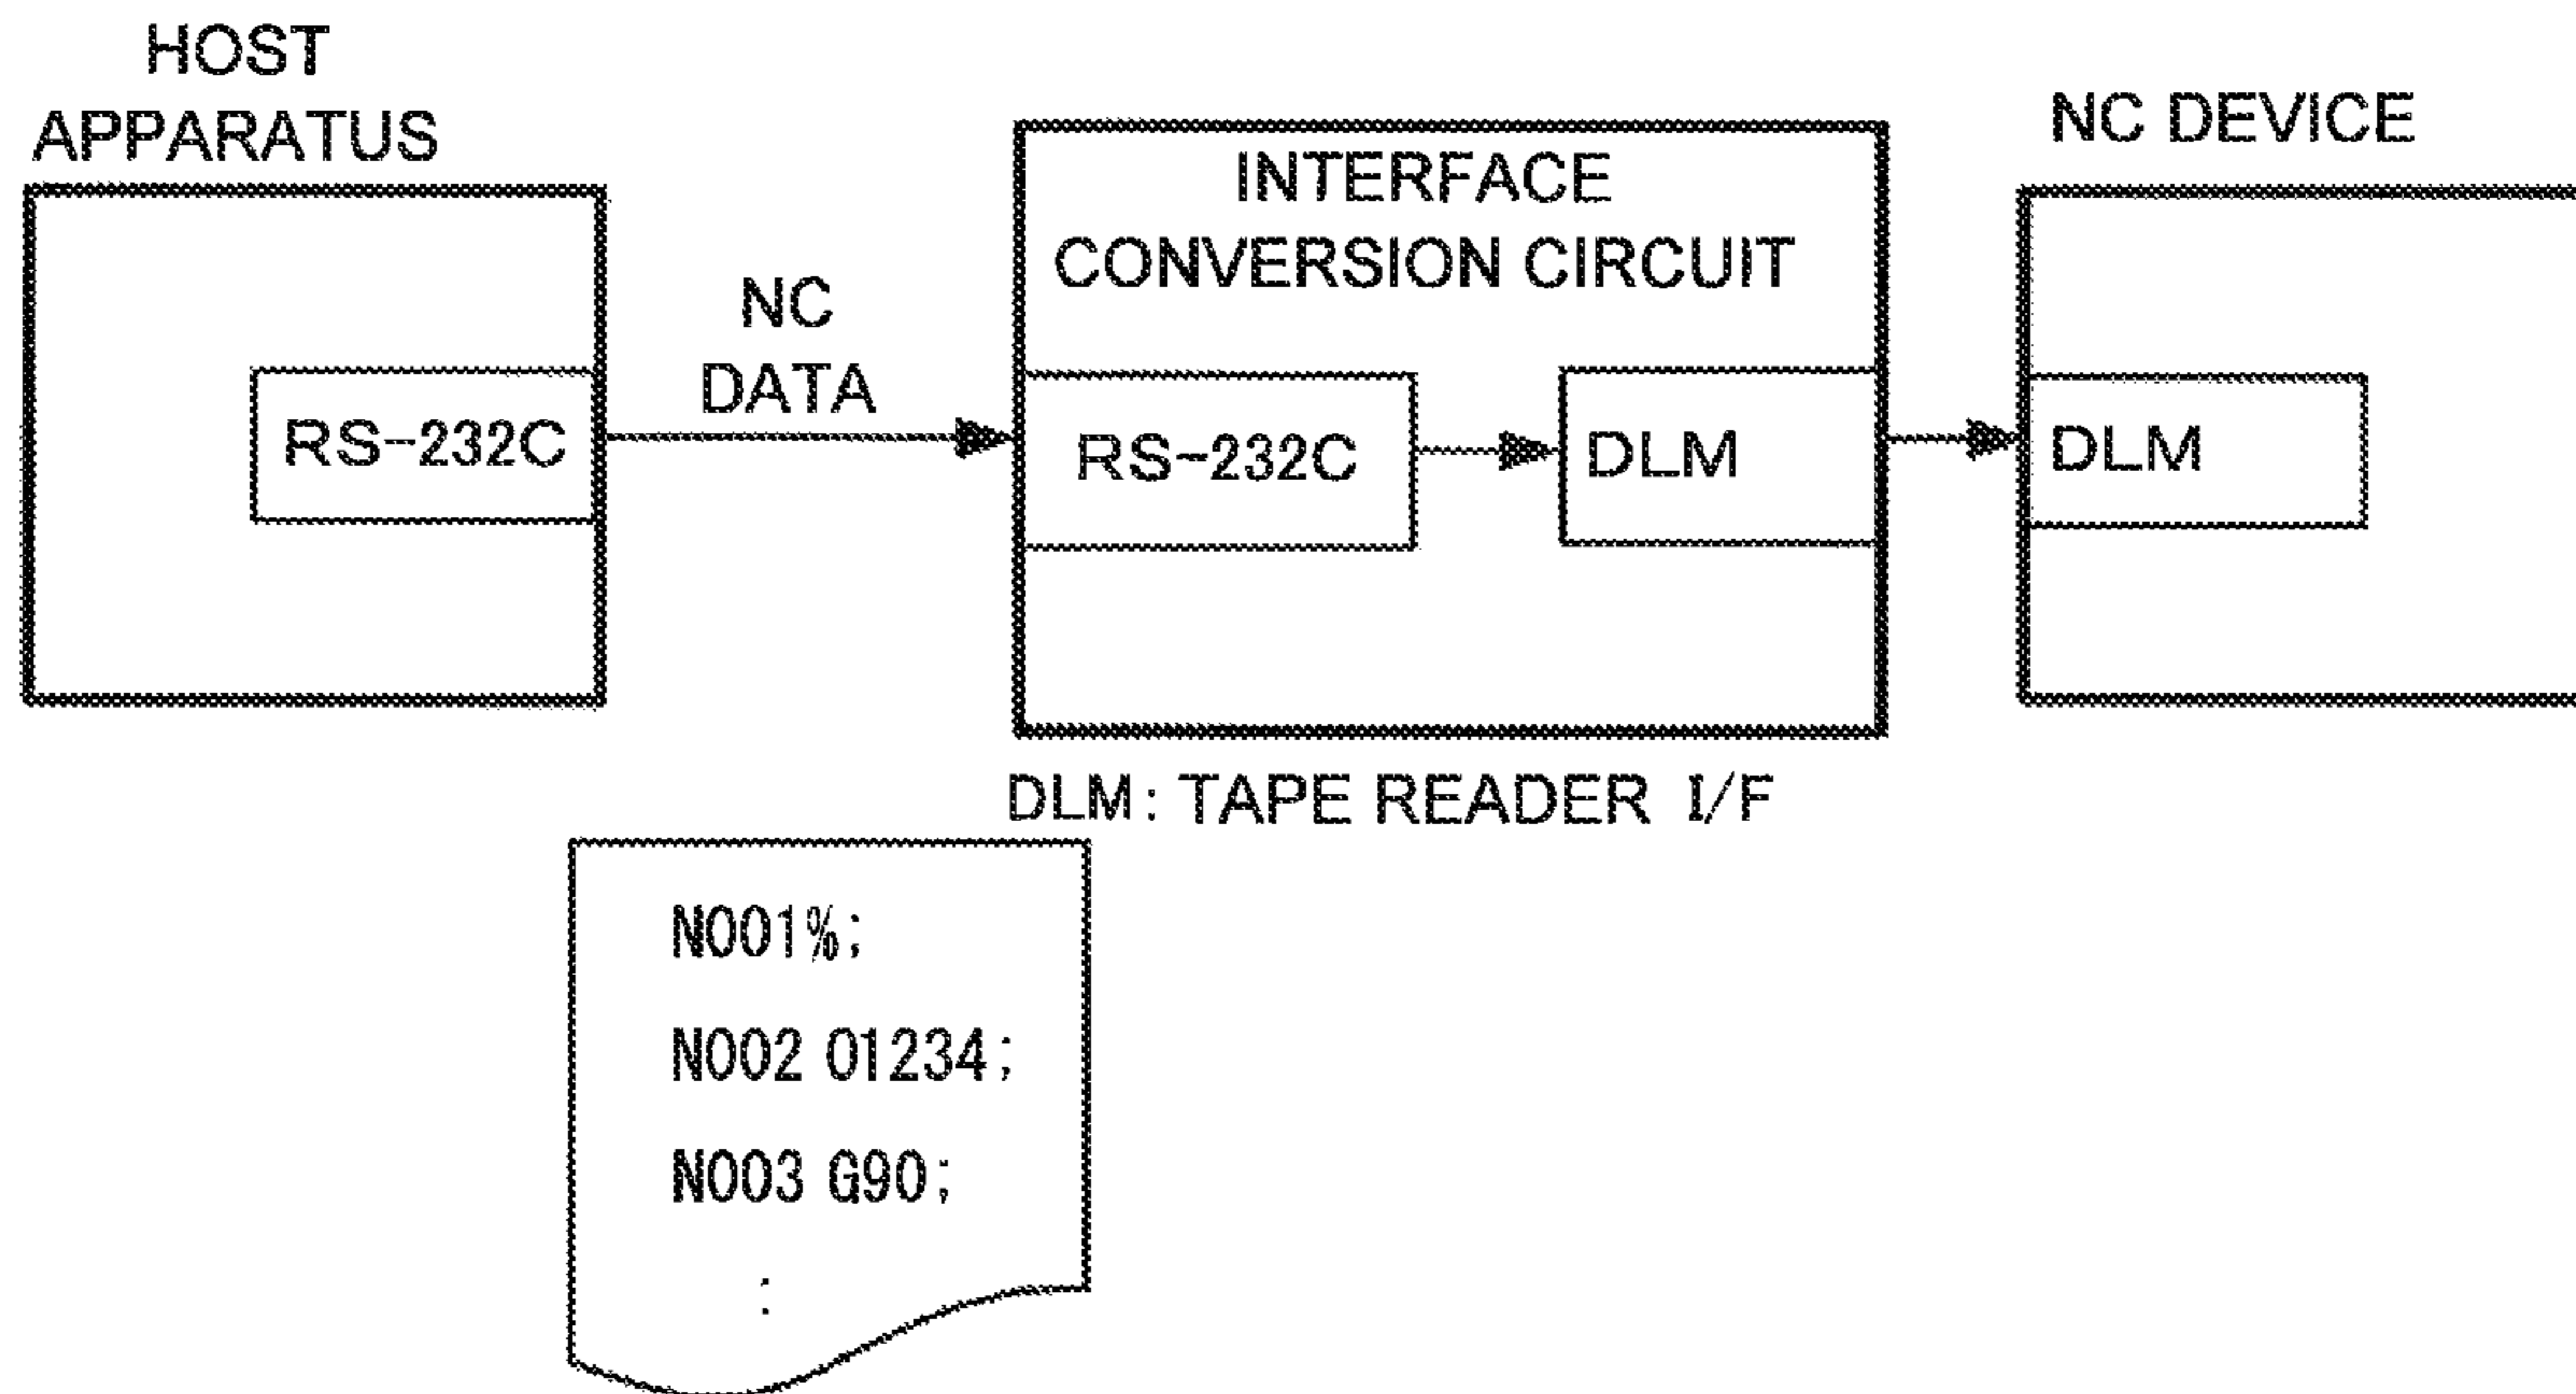 HOST
APPARATUS
RS-232C
NC
DATA
INTERFACE
CONVERSION CIRCUIT
RS-232C
DLM
NC DEVICE
DLM
DLM: TAPE READER I/F
N001%;
N002 O1234;
N003 G90;
: